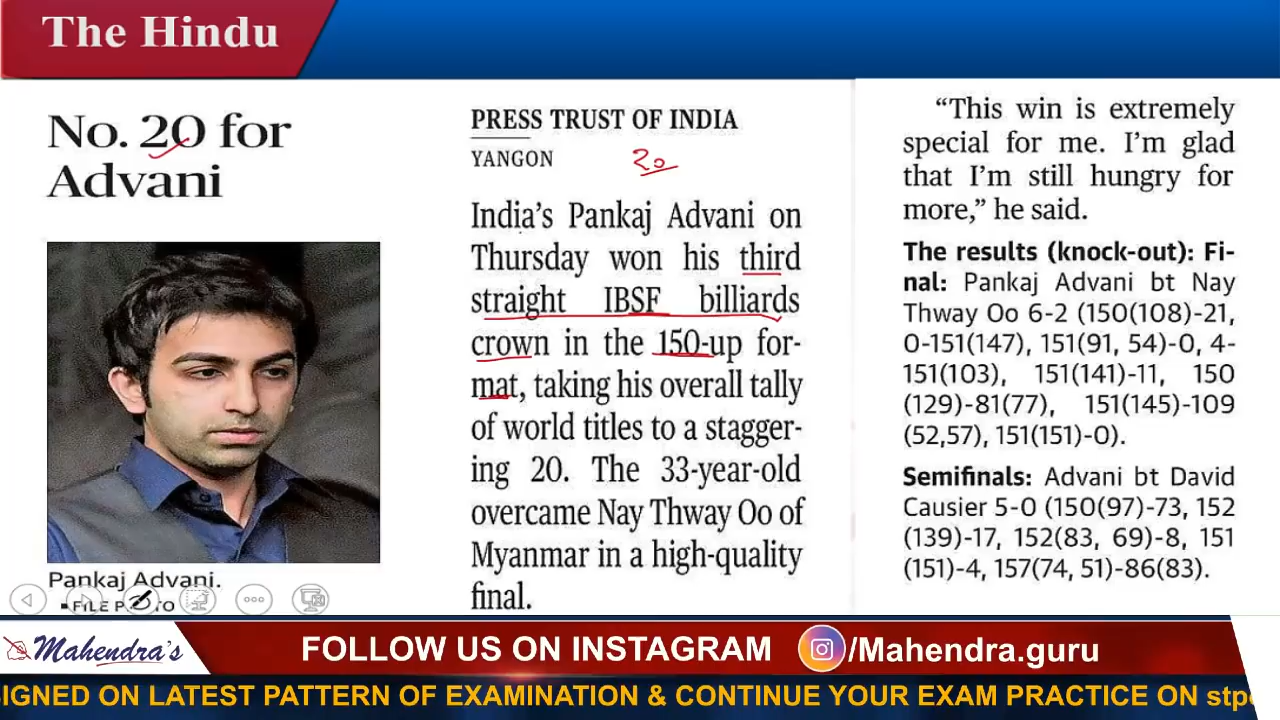 The Hindu
No. 20 for
Advani
Pankaj Advani.
PRESS TRUST OF INDIA
YANGON
20
India's Pankaj Advani on
Thursday won his third
straight IBSF billiards
crown in the 150-up for-
mat, taking his overall tally
of world titles to a stagger-
ing 20. The 33-year-old
overcame Nay Thway Oo of
Myanmar in a high-quality
final.
“This win is extremely
special for me. I’m glad
that I’m still hungry for
more,” he said.
The results (knock-out): Fi-
nal: Pankaj Advani bt Nay
Thway Oo 6-2 (150(108)-21,
0-151(147), 151(91, 54)-0, 4-
151(103), 151(141)-11, 150
(129)-81(77), 151(145)-109
(52,57), 151(151)-0).
Semifinals: Advani bt David
Causier 5-0 (150(97)-73, 152
(139)-17, 152(83, 69)-8, 151
(151)-4, 157(74, 51)-86(83).
Mahendra's
FOLLOW US ON INSTAGRAM
/Mahendra.guru
SIGNED ON LATEST PATTERN OF EXAMINATION & CONTINUE YOUR EXAM PRACTICE ON